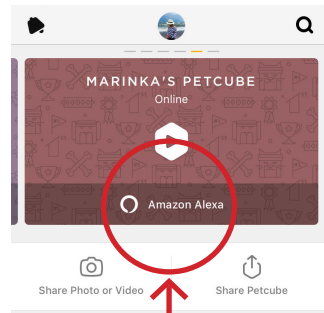 MARINKA'S PETCUBE
Online
Amazon Alexa
Share Photo or Video
Share Petcube